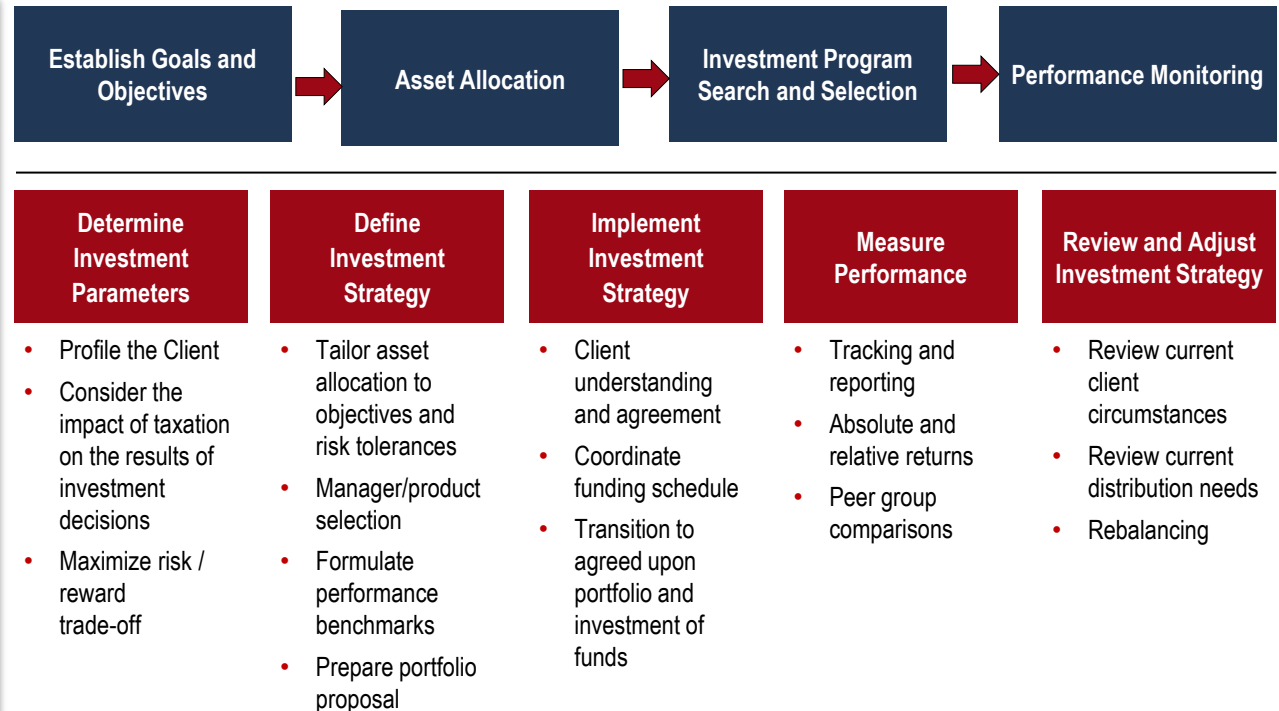 Establish Goals and
Objectives
Asset Allocation
Investment Program
Search and Selection
Performance Monitoring
Determine
Investment
Parameters
• Profile the Client
• Consider the
impact of taxation
on the results of
investment
decisions
• Maximize risk /
reward
trade-off
Define
Investment
Strategy
• Tailor asset
allocation to
objectives and
risk tolerances
• Manager/product
selection
• Formulate
performance
benchmarks
• Prepare portfolio
proposal
Implement
Investment
Strategy
• Client
understanding
and agreement
• Coordinate
funding schedule
• Transition to
agreed upon
portfolio and
investment of
funds
Measure
Performance
• Tracking and
reporting
• Absolute and
relative returns
• Peer group
comparisons
Review and Adjust
Investment Strategy
• Review current
client
circumstances
• Review current
distribution needs
• Rebalancing